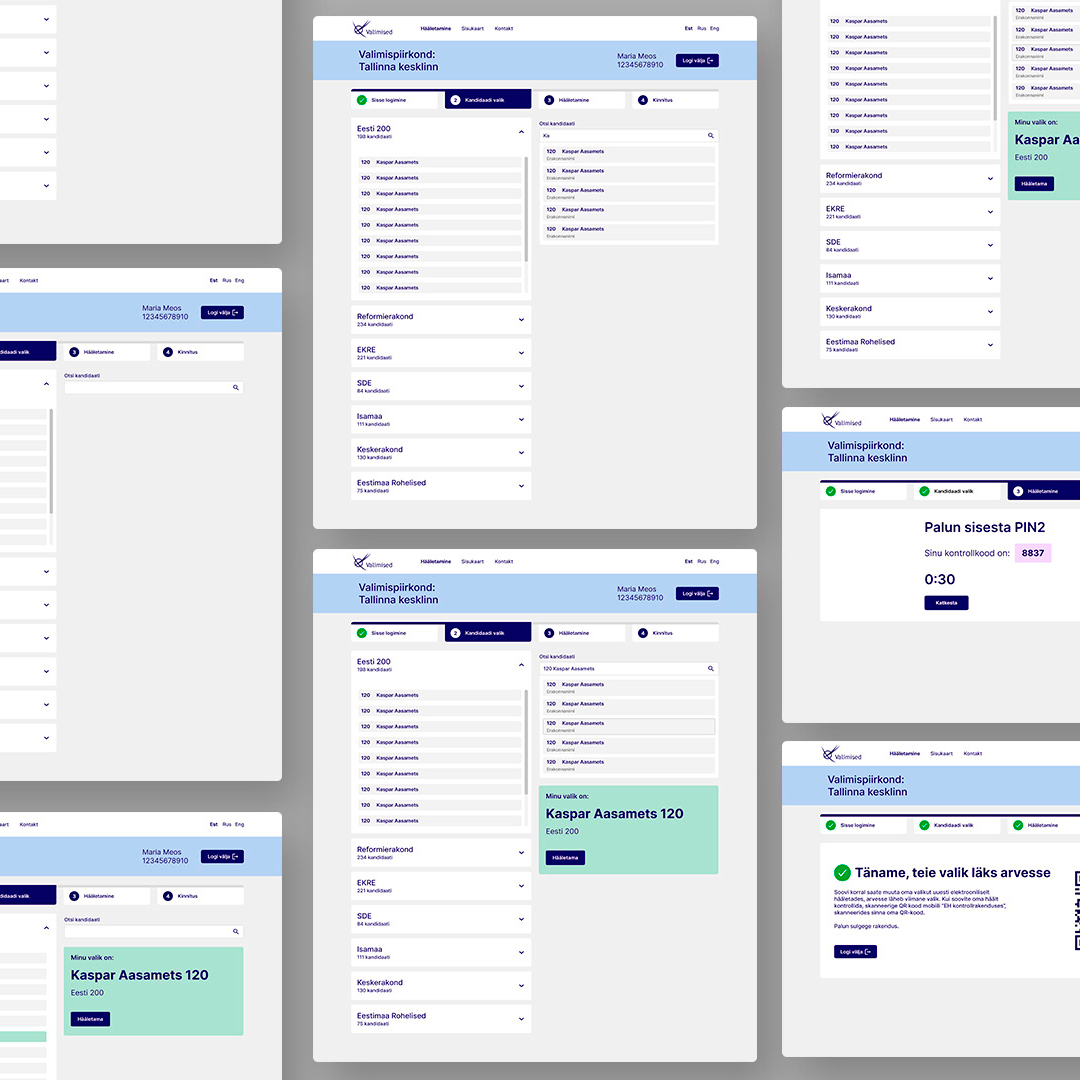 Valimised
Hääletamine Sisukaart Kontakt
Est Rus Eng
Valimispiirkond:
Tallinna kesklinn
Maria Meos
12345678910
Logi välja
Sisse logimine
2 Kandidaadi valik
3 Hääletamine
4 Kinnitus
Eesti 200
198 kandidaati
120 Kaspar Aasamets
120 Kaspar Aasamets
120 Kaspar Aasamets
120 Kaspar Aasamets
120 Kaspar Aasamets
120 Kaspar Aasamets
120 Kaspar Aasamets
120 Kaspar Aasamets
120 Kaspar Aasamets
Reformierakond
234 kandidaati
EKRE
221 kandidaati
SDE
84 kandidaati
Isamaa
111 kandidaati
Keskerakond
130 kandidaati
Eestimaa Rohelised
75 kandidaati
Otsi kandidaati
Ka
120 Kaspar Aasamets
Erakonnanimi
120 Kaspar Aasamets
Erakonnanimi
120 Kaspar Aasamets
Erakonnanimi
120 Kaspar Aasamets
Erakonnanimi
120 Kaspar Aasamets
Erakonnanimi
Valimised
Hääletamine Sisukaart Kontakt
Est Rus Eng
Valimispiirkond:
Tallinna kesklinn
Maria Meos
12345678910
Logi välja
Sisse logimine
2 Kandidaadi valik
3 Hääletamine
4 Kinnitus
Eesti 200
198 kandidaati
120 Kaspar Aasamets
120 Kaspar Aasamets
120 Kaspar Aasamets
120 Kaspar Aasamets
120 Kaspar Aasamets
120 Kaspar Aasamets
120 Kaspar Aasamets
120 Kaspar Aasamets
120 Kaspar Aasamets
Reformierakond
234 kandidaati
EKRE
221 kandidaati
SDE
84 kandidaati
Isamaa
111 kandidaati
Keskerakond
130 kandidaati
Eestimaa Rohelised
75 kandidaati
Otsi kandidaati
120 Kaspar Aasamets
120 Kaspar Aasamets
Erakonnanimi
120 Kaspar Aasamets
Erakonnanimi
120 Kaspar Aasamets
Erakonnanimi
120 Kaspar Aasamets
Erakonnanimi
120 Kaspar Aasamets
Erakonnanimi
Minu valik on:
Kaspar Aasamets 120
Eesti 200
Hääletama
Kontakt
Est Rus Eng
Maria Meos
12345678910
Logi välja
valik
3 Hääletamine
4 Kinnitus
Otsi kandidaati
Kontakt
Est Rus Eng
Maria Meos
12345678910
Logi välja
valik
3 Hääletamine
4 Kinnitus
Otsi kandidaati
Minu valik on:
Kaspar Aasamets 120
Eesti 200
Hääletama
120 Kaspar Aasamets
120 Kaspar Aasamets
120 Kaspar Aasamets
120 Kaspar Aasamets
120 Kaspar Aasamets
120 Kaspar Aasamets
120 Kaspar Aasamets
120 Kaspar Aasamets
120 Kaspar Aasamets
Reformierakond
234 kandidaati
EKRE
221 kandidaati
SDE
84 kandidaati
Isamaa
111 kandidaati
Keskerakond
130 kandidaati
Eestimaa Rohelised
75 kandidaati
120 Kaspar Aasamets
Erakonnanimi
120 Kaspar Aasamets
Erakonnanimi
120 Kaspar Aasamets
Erakonnanimi
120 Kaspar Aasamets
Erakonnanimi
120 Kaspar Aasamets
Erakonnanimi
Minu valik on:
Kaspar Aa
Eesti 200
Hääletama
Valimised
Hääletamine Sisukaart Kontakt
Valimispiirkond:
Tallinna kesklinn
Sisse logimine
Kandidaadi valik
3 Hääletamine
Palun sisesta PIN2
Sinu kontrollkood on: 8837
0:30
Katkesta
Valimised
Hääletamine Sisukaart Kontakt
Valimispiirkond:
Tallinna kesklinn
Sisse logimine
Kandidaadi valik
Hääletamine
Täname, teie valik läks arvesse
Soovi korral saate muuta oma valikut uuesti elektrooniliselt
hääletades, arvesse läheb viimane valik. Kui soovite oma häält
kontrollida, skanneerige QR kood mobiili "EH kontrollrakenduses",
skanneerides sinna oma QR-kood.
Palun sulgege rakendus.
Logi välja